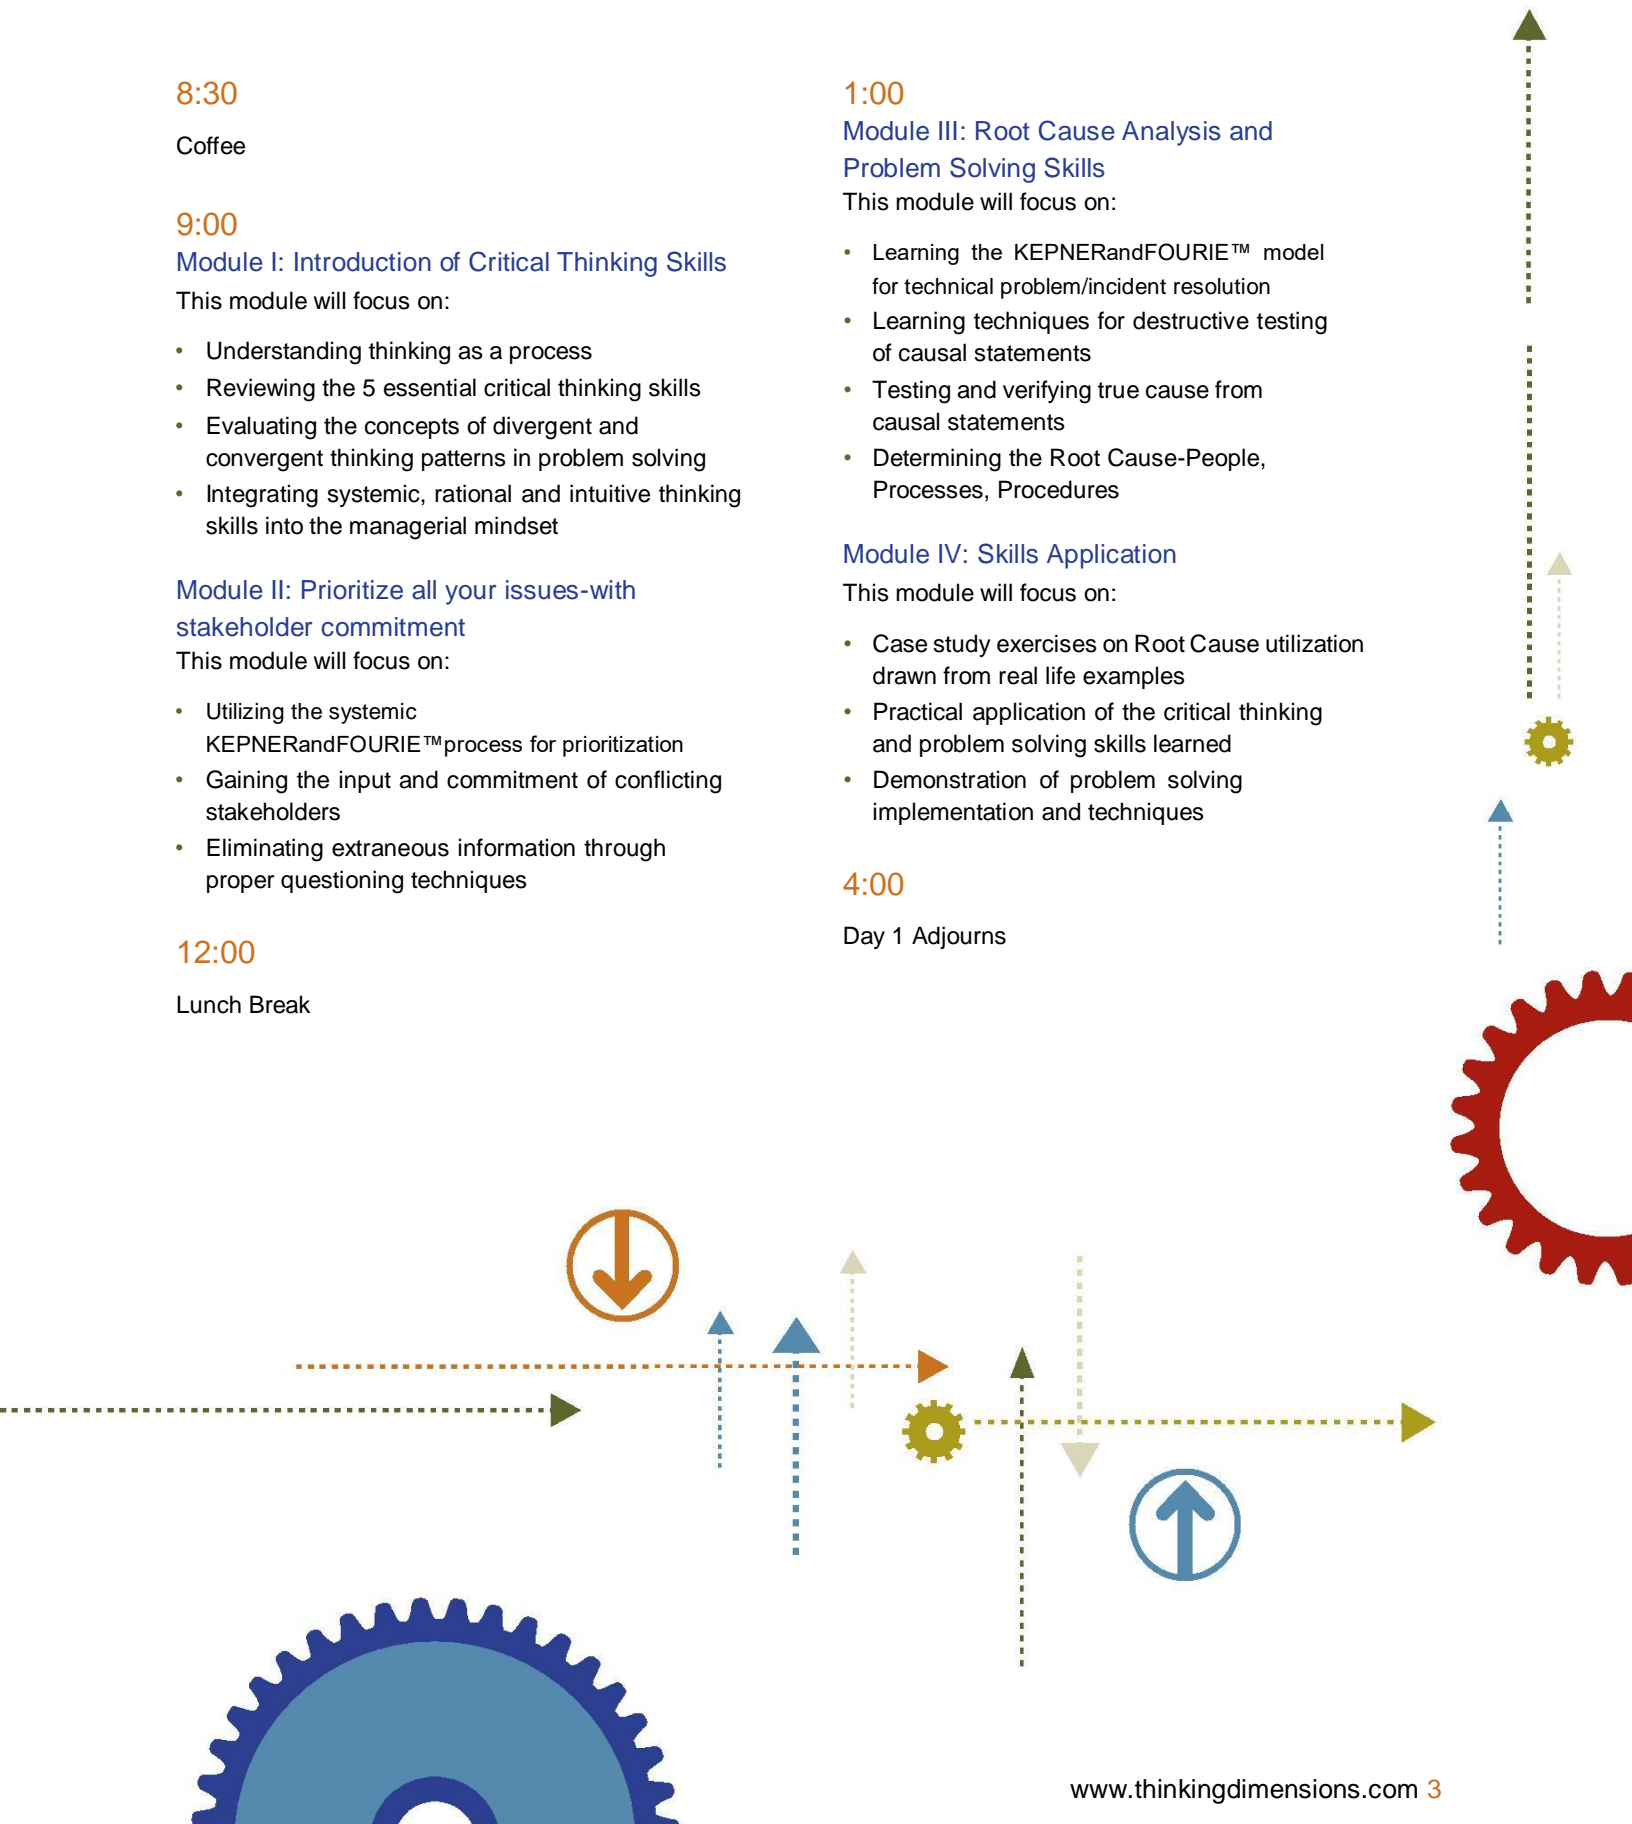 8:30
Coffee
9:00
Module I: Introduction of Critical Thinking Skills
This module will focus on:
• Understanding thinking as a process
• Reviewing the 5 essential critical thinking skills
• Evaluating the concepts of divergent and
convergent thinking patterns in problem solving
• Integrating systemic, rational and intuitive thinking
skills into the managerial mindset
Module II: Prioritize all your issues-with
stakeholder commitment
This module will focus on:
• Utilizing the systemic
KEPNERandFOURIE™process for prioritization
• Gaining the input and commitment of conflicting
stakeholders
• Eliminating extraneous information through
proper questioning techniques
12:00
Lunch Break
1:00
Module III: Root Cause Analysis and
Problem Solving Skills
This module will focus on:
• Learning the KEPNERandFOURIE™ model
for technical problem/incident resolution
• Learning techniques for destructive testing
of causal statements
• Testing and verifying true cause from
causal statements
• Determining the Root Cause-People,
Processes, Procedures
Module IV: Skills Application
This module will focus on:
• Case study exercises on Root Cause utilization
drawn from real life examples
• Practical application of the critical thinking
and problem solving skills learned
• Demonstration of problem solving
implementation and techniques
4:00
Day 1 Adjourns
www.thinkingdimensions.com 3